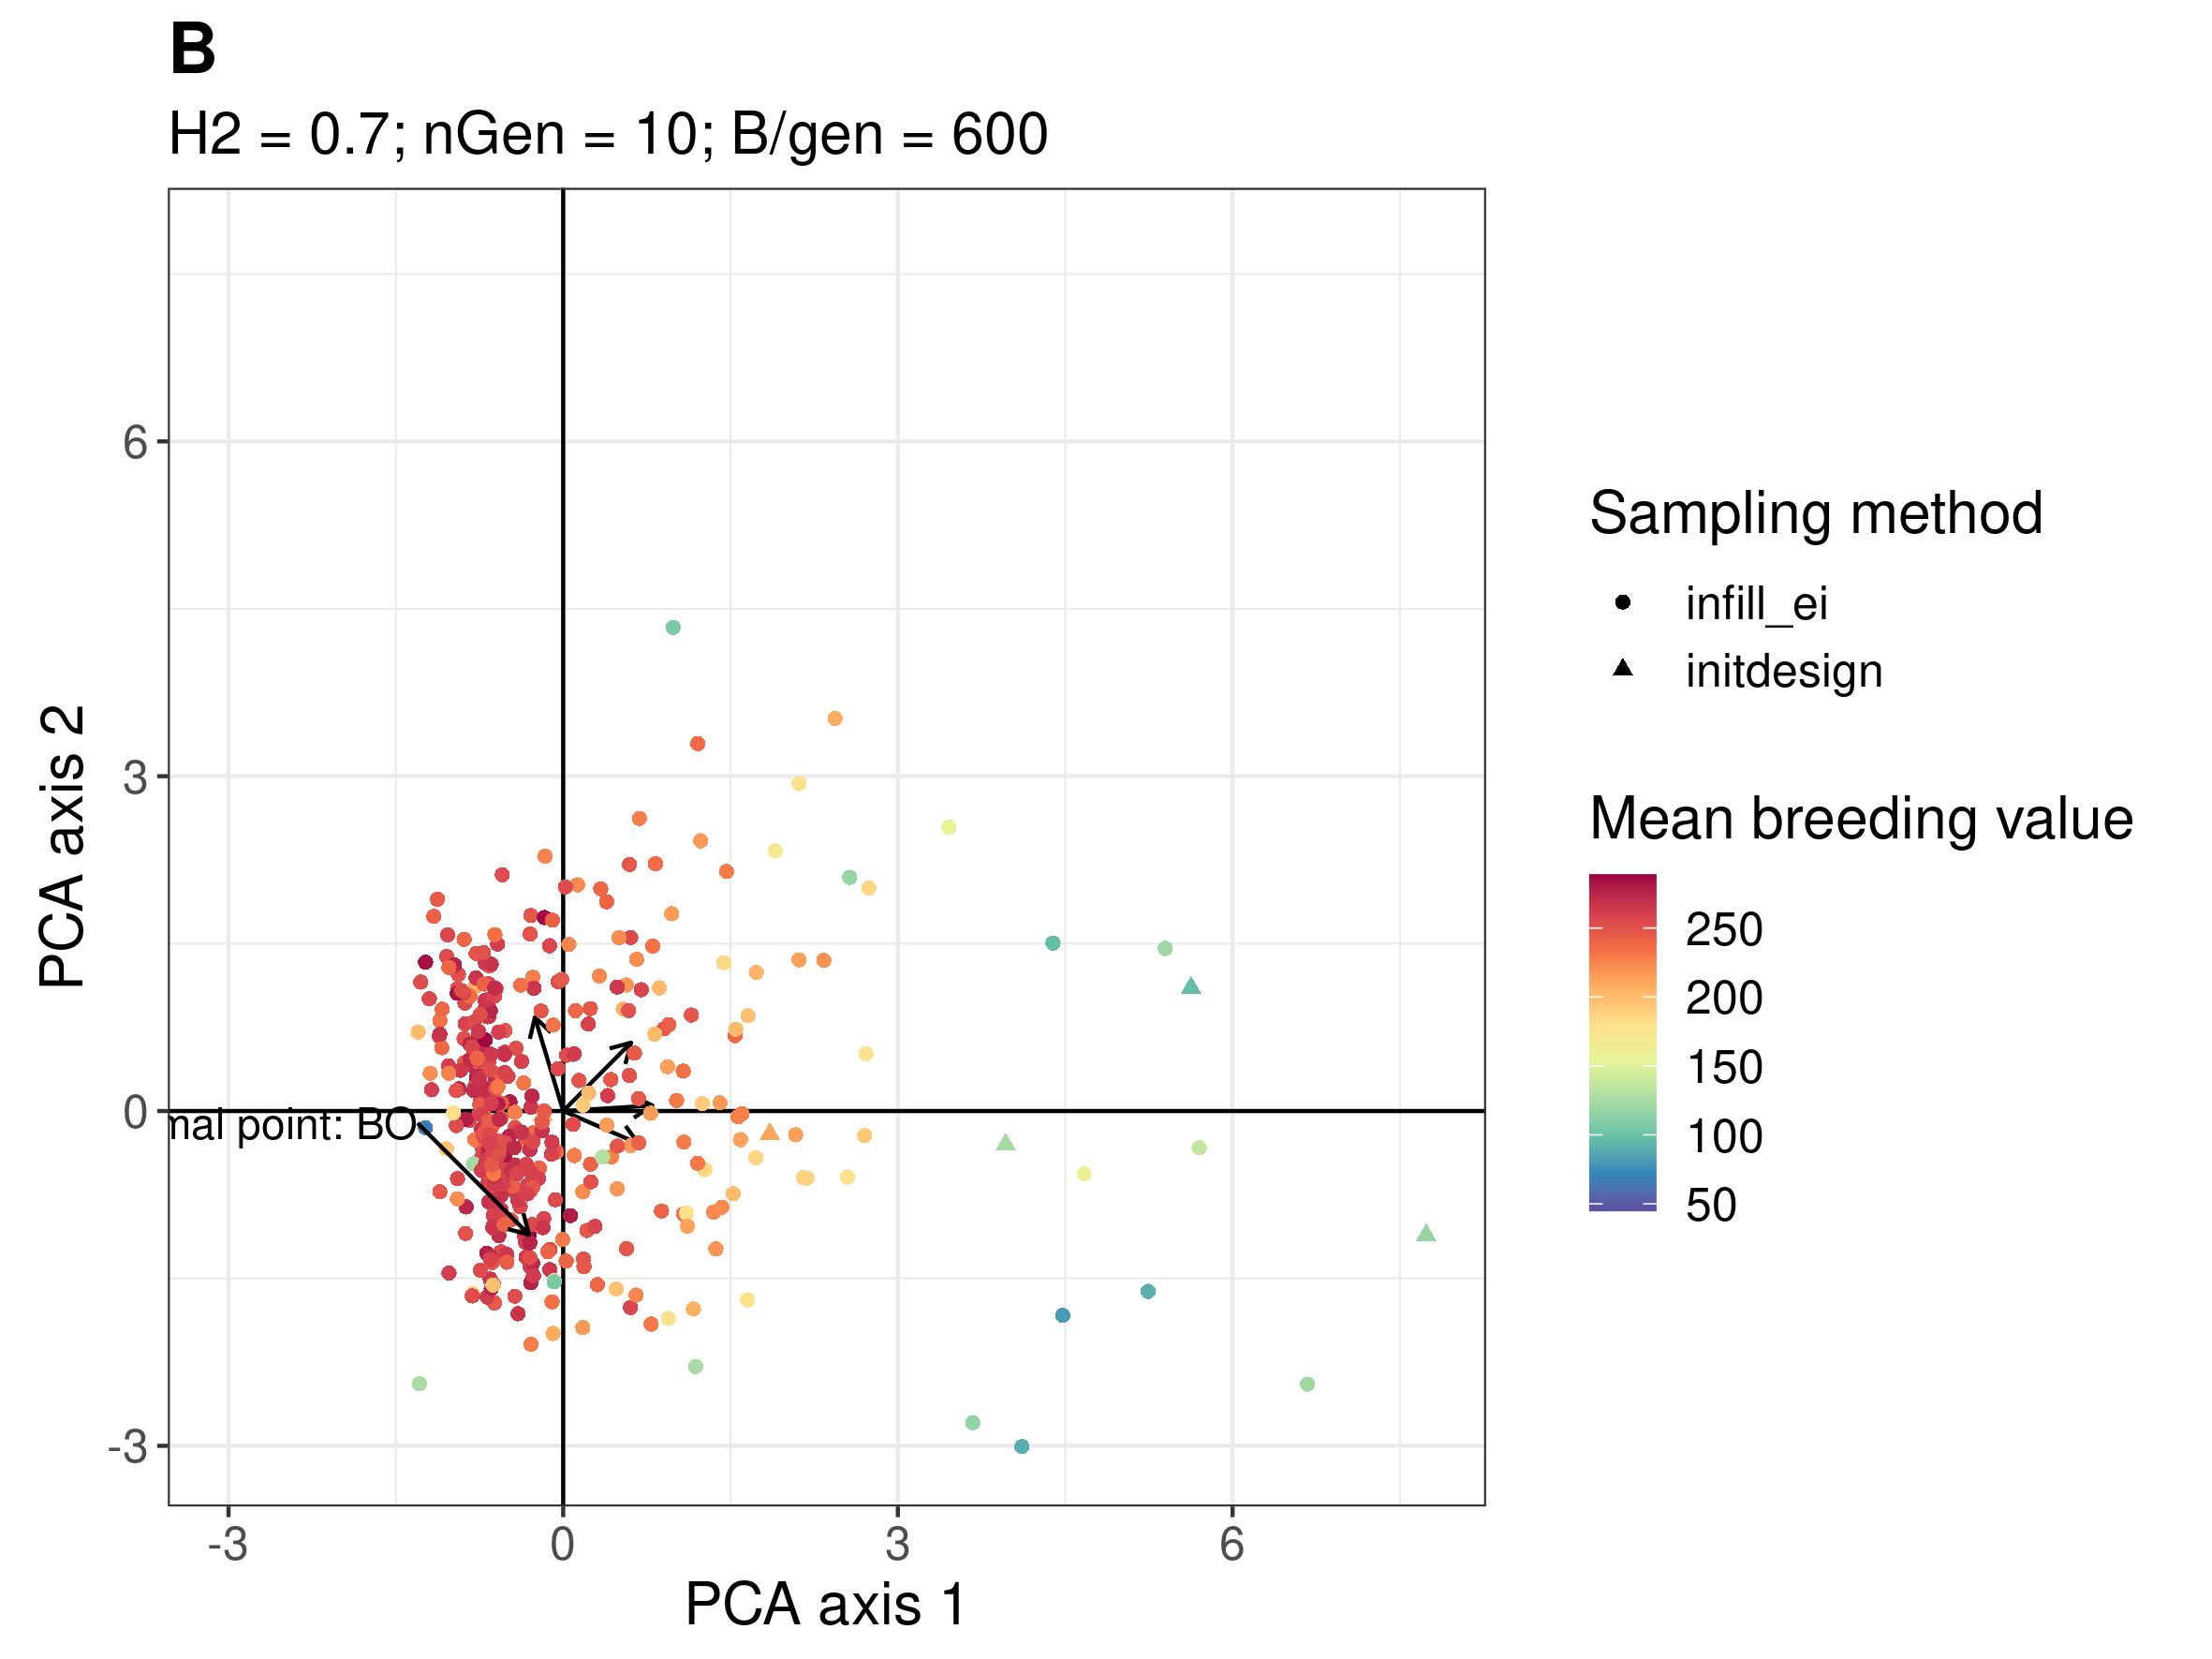 B
H2 = 0.7; nGen = 10; B/gen = 600
PCA axis 2
6
3
0
-3
mal point: BO
-3 0 3 6
PCA axis 1
Sampling method
infill_ei
initdesign
Mean breeding value
250
200
150
100
50